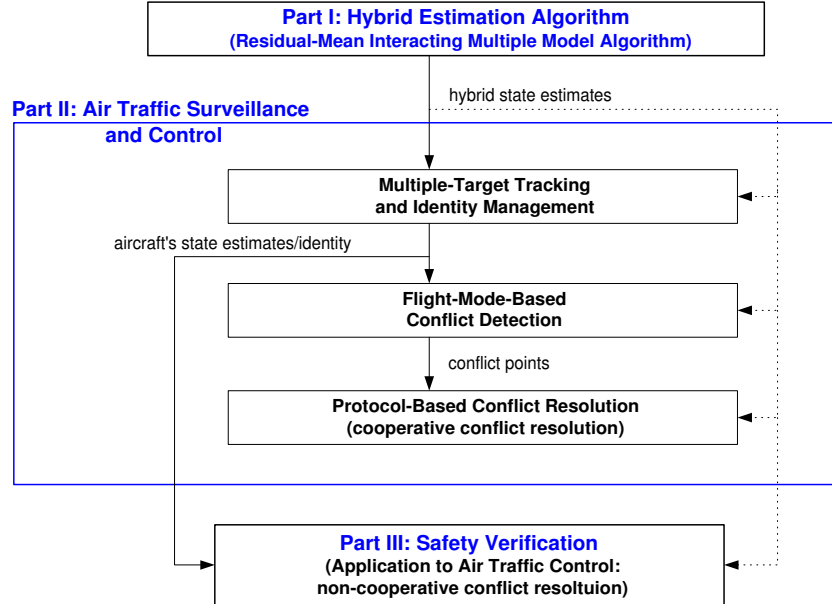 Part I: Hybrid Estimation Algorithm
(Residual-Mean Interacting Multiple Model Algorithm)
hybrid state estimates
Part II: Air Traffic Surveillance
and Control
Multiple-Target Tracking
and Identity Management
aircraft's state estimates/identity
Flight-Mode-Based
Conflict Detection
conflict points
Protocol-Based Conflict Resolution
(cooperative conflict resolution)
Part III: Safety Verification
(Application to Air Traffic Control:
non-cooperative conflict resoltuion)